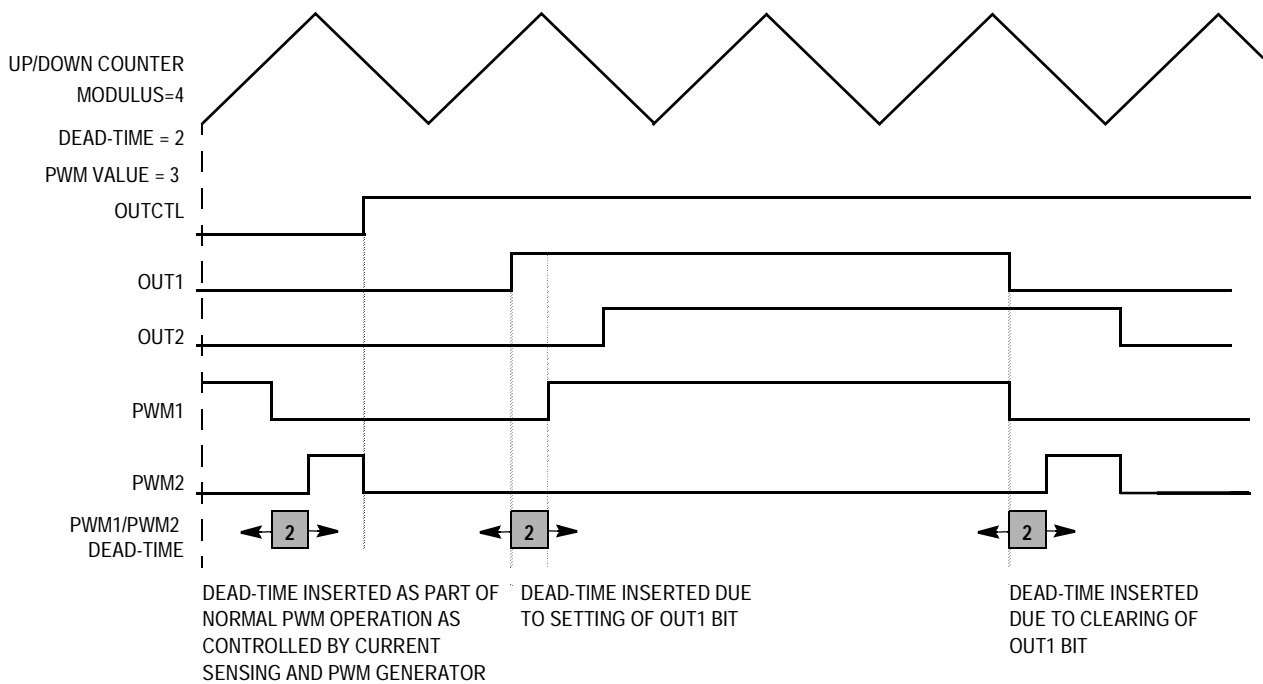 UP/DOWN COUNTER
MODULUS=4
DEAD-TIME = 2
PWM VALUE = 3
OUTCTL
OUT1
OUT2
PWM1
PWM2
PWM1/PWM2
DEAD-TIME
2
2
2
DEAD-TIME INSERTED AS PART OF
NORMAL PWM OPERATION AS
CONTROLLED BY CURRENT
SENSING AND PWM GENERATOR
DEAD-TIME INSERTED DUE
TO SETTING OF OUT1 BIT
DEAD-TIME INSERTED
DUE TO CLEARING OF
OUT1 BIT